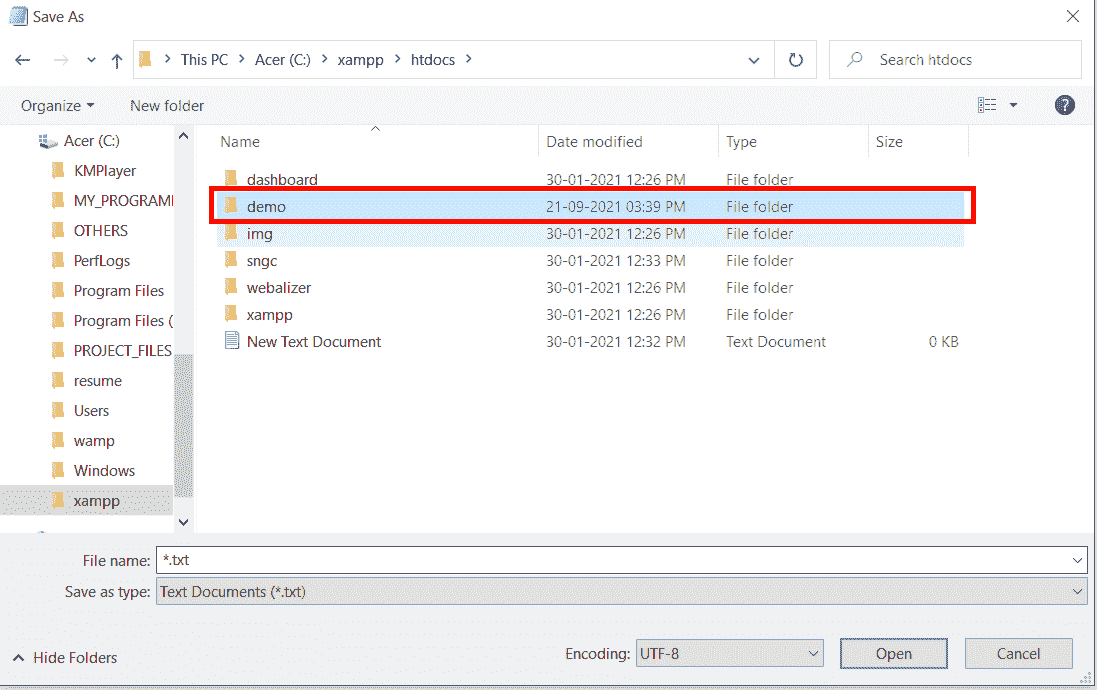 Save As
This PC > Acer (C:) > xampp > htdocs >
Search htdocs
Organize
New folder
?
Acer (C:)
KMPlayer
MY_PROGRAM
OTHERS
PerfLogs
Program Files
Program Files (
PROJECT_FILES
resume
Users
wamp
Windows
xampp
Name Date modified Type Size
dashboard 30-01-2021 12:26 PM File folder
demo 21-09-2021 03:39 PM File folder
img 30-01-2021 12:26 PM File folder
sngc 30-01-2021 12:33 PM File folder
webalizer 30-01-2021 12:26 PM File folder
xampp 30-01-2021 12:26 PM File folder
New Text Document 30-01-2021 12:32 PM Text Document 0 KB
File name: *.txt
Save as type: Text Documents (*.txt)
Hide Folders
Encoding: UTF-8
Open
Cancel